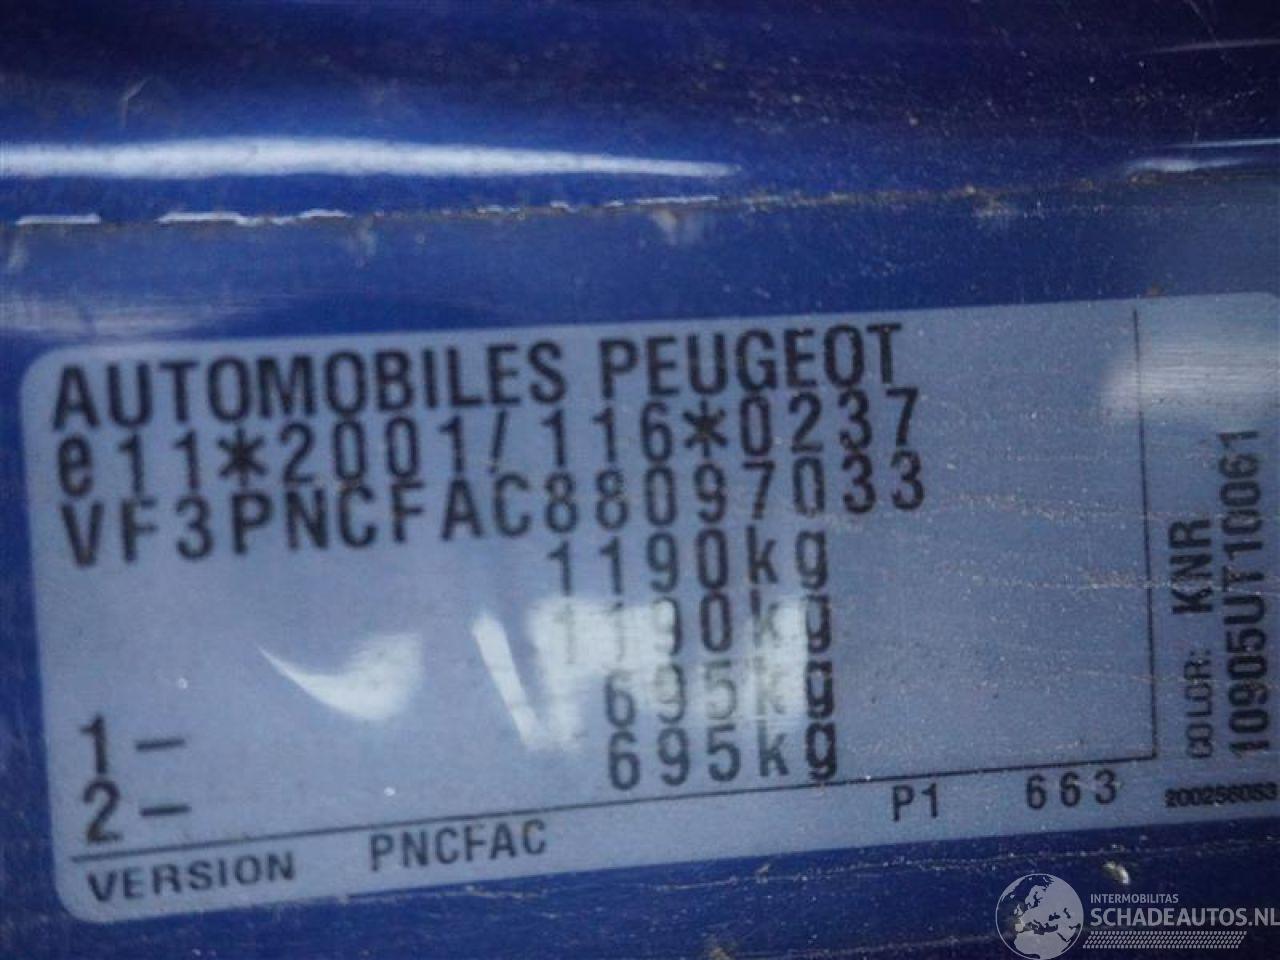 AUTOMOBILES PEUGEOT
e11*2001/116*0237
VF3PNCFAC88097033
1190kg
1190kg
1- 695kg
2- 695kg
VERSION PNCFAC P1 663
COLOR: KNR
10905UT10061
INTERMOBILITAS
SCHADEAUTOS.NL